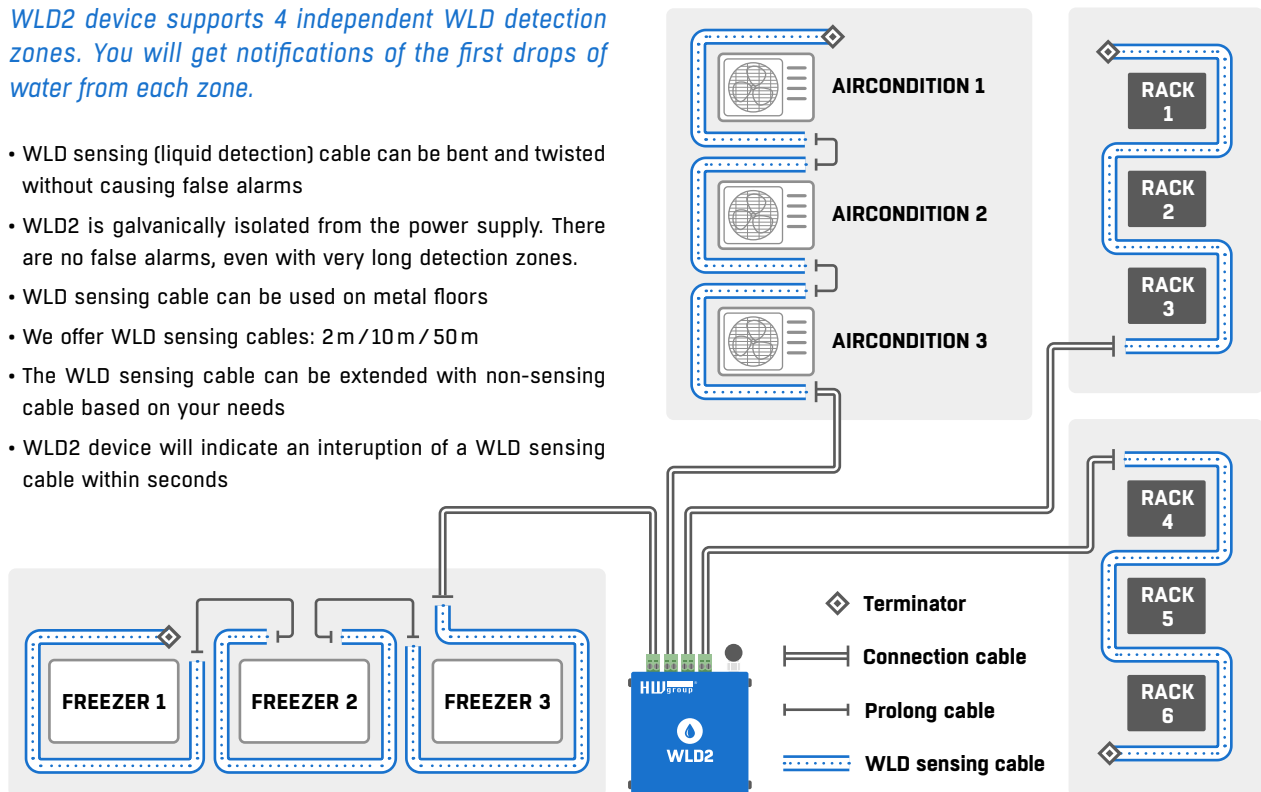 WLD2 device supports 4 independent WLD detection
zones. You will get notifications of the first drops of
water from each zone.
• WLD sensing (liquid detection) cable can be bent and twisted
without causing false alarms
• WLD2 is galvanically isolated from the power supply. There
are no false alarms, even with very long detection zones.
• WLD sensing cable can be used on metal floors
• We offer WLD sensing cables: 2 m / 10 m / 50 m
• The WLD sensing cable can be extended with non-sensing
cable based on your needs
• WLD2 device will indicate an interuption of a WLD sensing
cable within seconds
AIRCONDITION 1
AIRCONDITION 2
AIRCONDITION 3
RACK
1
RACK
2
RACK
3
RACK
4
RACK
5
RACK
6
FREEZER 1
FREEZER 2
FREEZER 3
HW group
WLD2
Terminator
Connection cable
Prolong cable
WLD sensing cable